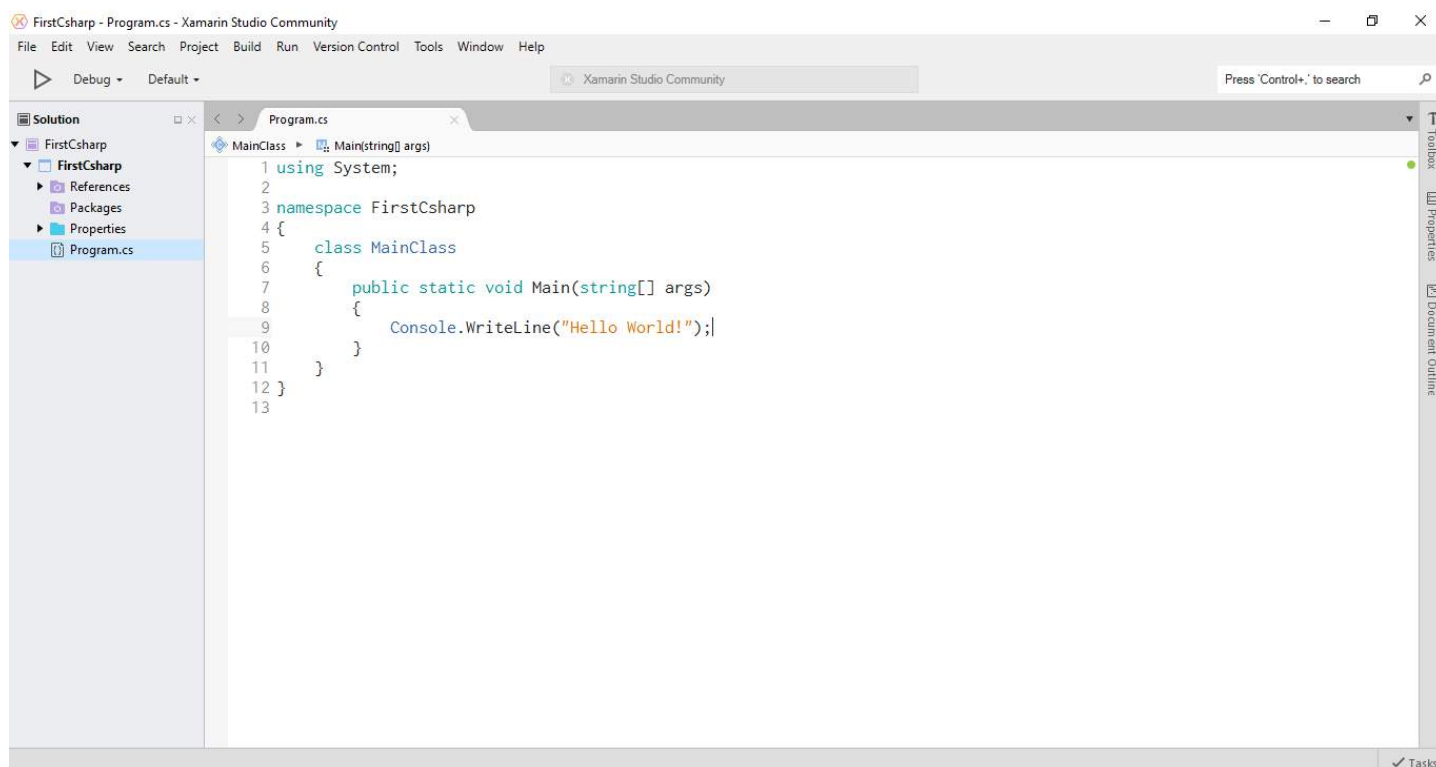 FirstCsharp - Program.cs - Xamarin Studio Community
File Edit View Search Project Build Run Version Control Tools Window Help
Debug Default Xamarin Studio Community Press 'Control+,' to search
Solution
FirstCsharp
FirstCsharp
References
Packages
Properties
Program.cs
Program.cs
MainClass Main(string[] args)
1 using System;
2
3 namespace FirstCsharp
4 {
5 class MainClass
6 {
7 public static void Main(string[] args)
8 {
9 Console.WriteLine("Hello World!");
10 }
11 }
12 }
13
Toolbox
Properties
Document Outline
Tasks